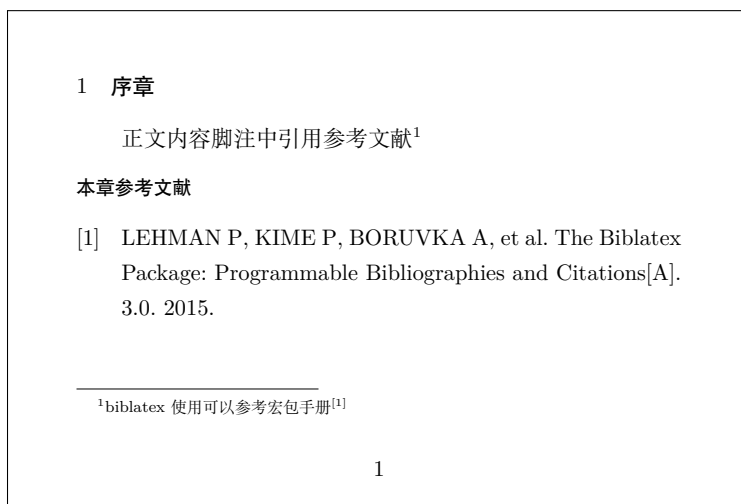 1 序章
正文内容脚注中引用参考文献1
本章参考文献
[1] LEHMAN P, KIME P, BORUVKA A, et al. The Biblatex
Package: Programmable Bibliographies and Citations[A].
3.0. 2015.
1biblatex 使用可以参考宏包手册[1]
1